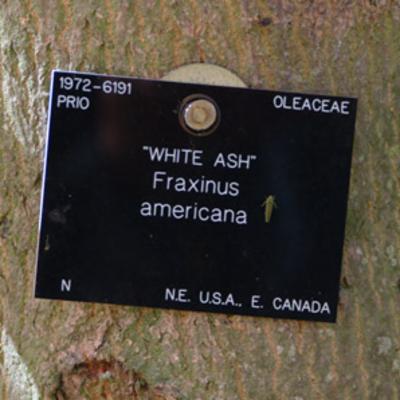 1972-6191
PRIO
OLEACEAE
"WHITE ASH"
Fraxinus
americana
N
N.E. U.S.A., E. CANADA